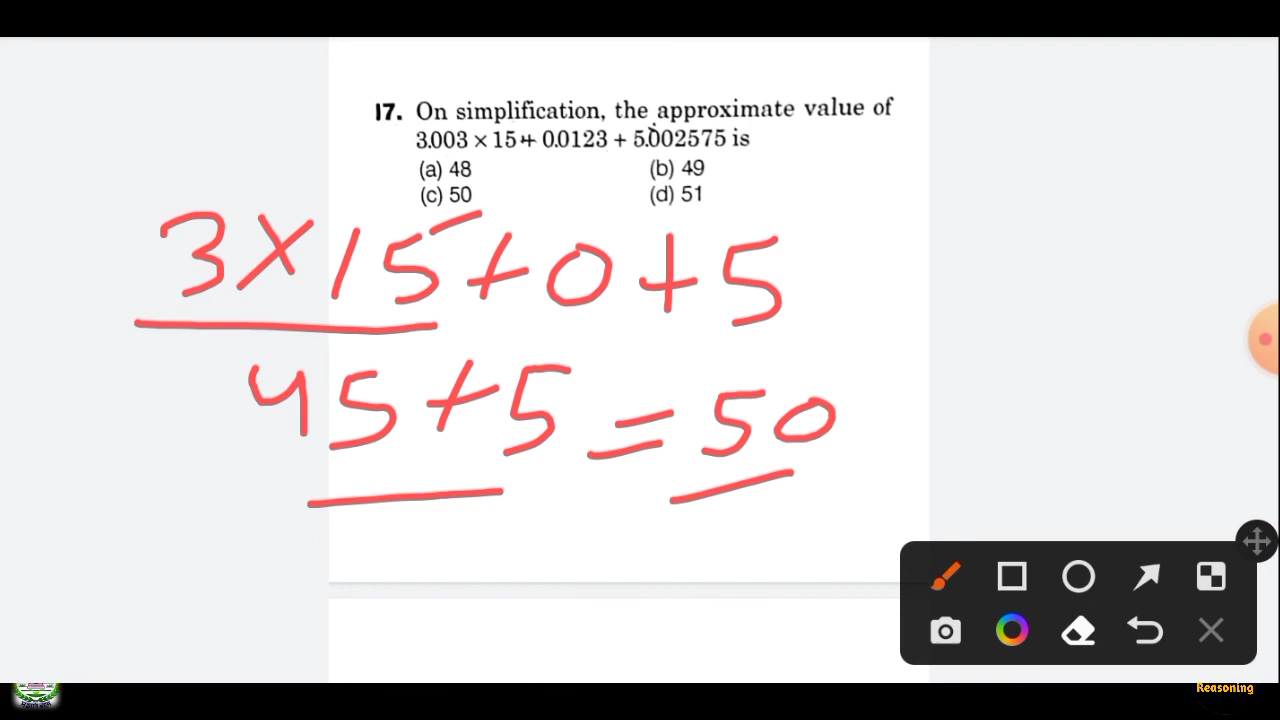 17. On simplification, the approximate value of
3.003 × 15 + 0.0123 + 5.002575 is
(a) 48 (b) 49
(c) 50 (d) 51
3 × 15 + 0 + 5
45 + 5 = 50
Reasoning